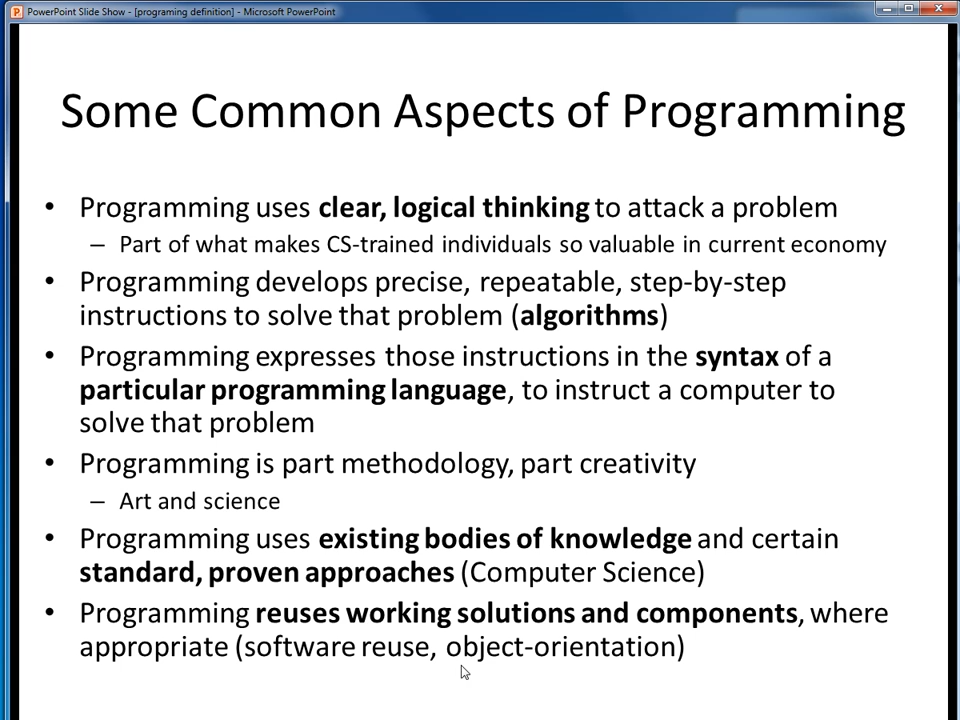 PowerPoint Slide Show - [programing definition] - Microsoft PowerPoint
Some Common Aspects of Programming
• Programming uses clear, logical thinking to attack a problem
– Part of what makes CS-trained individuals so valuable in current economy
• Programming develops precise, repeatable, step-by-step
instructions to solve that problem (algorithms)
• Programming expresses those instructions in the syntax of a
particular programming language, to instruct a computer to
solve that problem
• Programming is part methodology, part creativity
– Art and science
• Programming uses existing bodies of knowledge and certain
standard, proven approaches (Computer Science)
• Programming reuses working solutions and components, where
appropriate (software reuse, object-orientation)